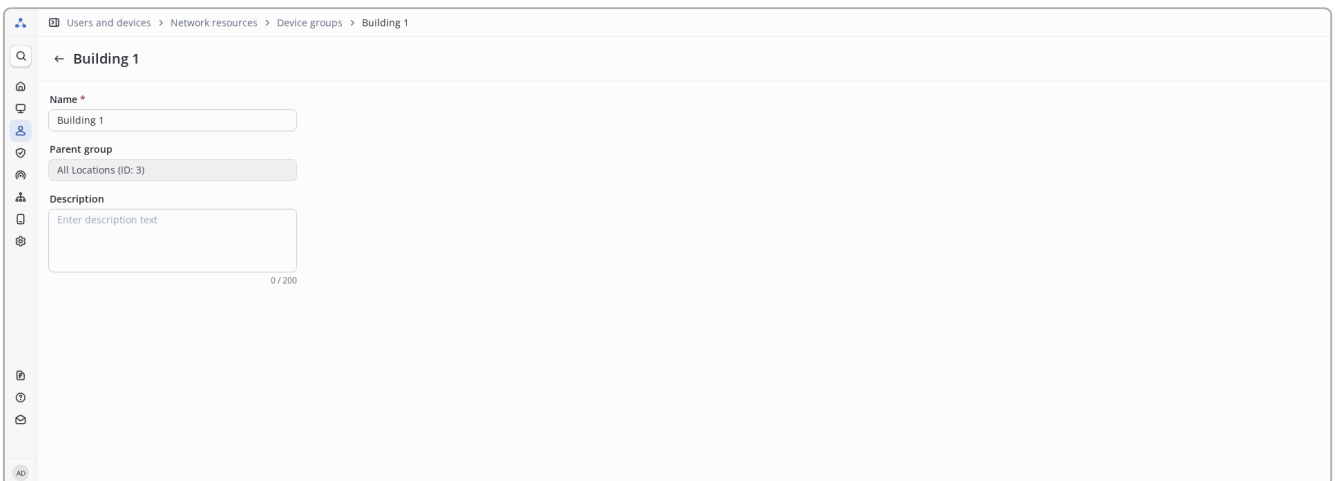 Users and devices > Network resources > Device groups > Building 1
Building 1
Name *
Building 1
Parent group
All Locations (ID: 3)
Description
Enter description text
0 / 200
AD